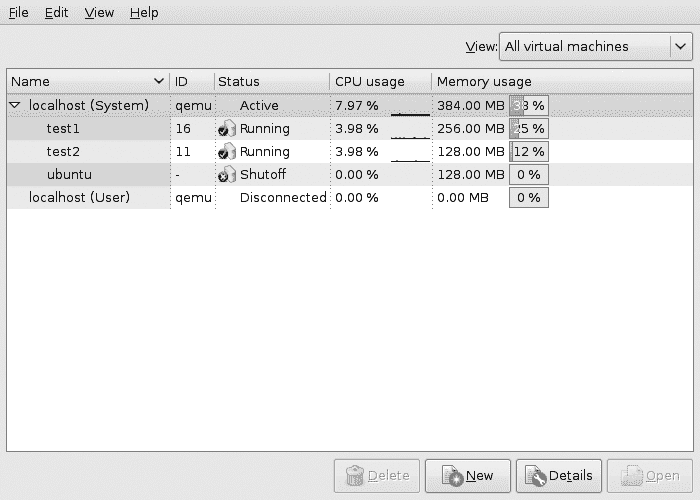 File Edit View Help
View: All virtual machines
Name ID Status CPU usage Memory usage
localhost (System) qemu Active 7.97 % 384.00 MB 38 %
test1 16 Running 3.98 % 256.00 MB 25 %
test2 11 Running 3.98 % 128.00 MB 12 %
ubuntu - Shutoff 0.00 % 128.00 MB 0 %
localhost (User) qemu Disconnected 0.00 % 0.00 MB 0 %
Delete New Details Open